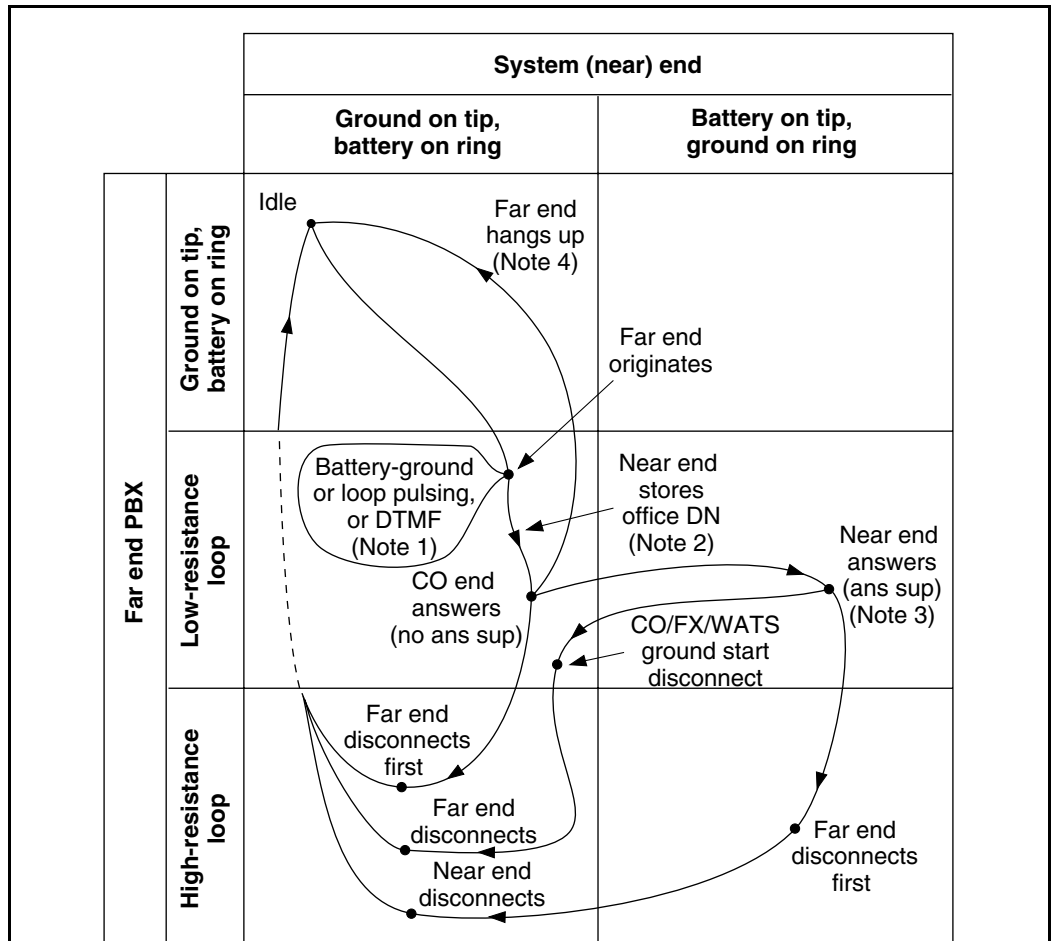 System (near) end
Ground on tip,
battery on ring
Battery on tip,
ground on ring
Far end PBX
Ground on tip,
battery on ring
Idle
Far end
hangs up
(Note 4)
Far end
originates
Low-resistance
loop
Battery-ground
or loop pulsing,
or DTMF
(Note 1)
Near end
stores
office DN
(Note 2)
CO end
answers
(no ans sup)
Near end
answers
(ans sup)
(Note 3)
CO/FX/WATS
ground start
disconnect
High-resistance
loop
Far end
disconnects
first
Far end
disconnects
Near end
disconnects
Far end
disconnects
first